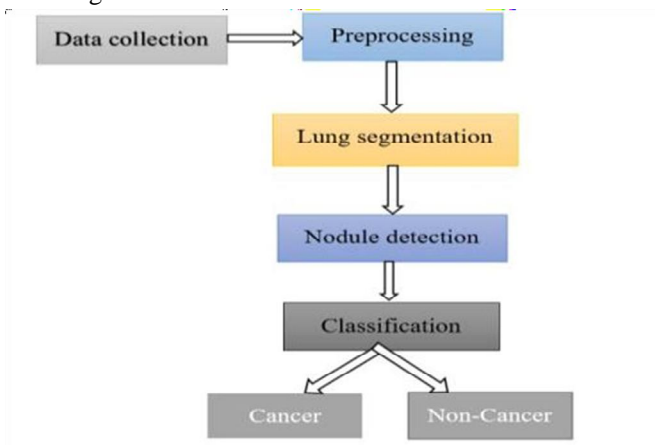 Data collection
Preprocessing
Lung segmentation
Nodule detection
Classification
Cancer
Non-Cancer